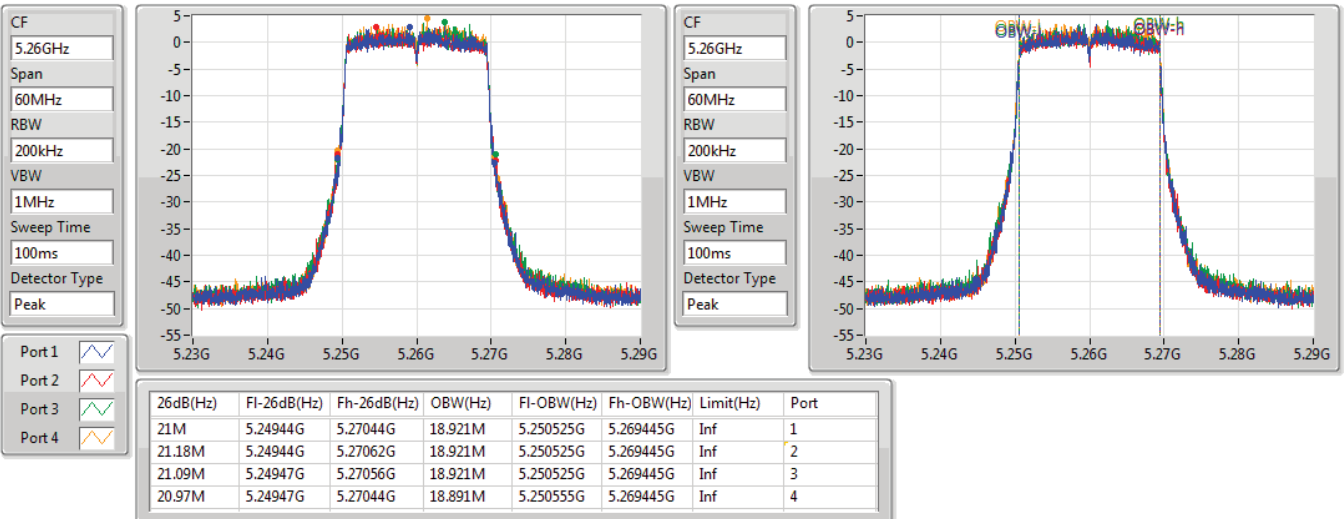 CF
5.26GHz
Span
60MHz
RBW
200kHz
VBW
1MHz
Sweep Time
100ms
Detector Type
Peak
5
0
-5
-10
-15
-20
-25
-30
-35
-40
-45
-50
-55
5.23G 5.24G 5.25G 5.26G 5.27G 5.28G 5.29G
CF
5.26GHz
Span
60MHz
RBW
200kHz
VBW
1MHz
Sweep Time
100ms
Detector Type
Peak
OBW-l OBW-h
5
0
-5
-10
-15
-20
-25
-30
-35
-40
-45
-50
-55
5.23G 5.24G 5.25G 5.26G 5.27G 5.28G 5.29G
Port 1
Port 2
Port 3
Port 4
26dB(Hz) Fl-26dB(Hz) Fh-26dB(Hz) OBW(Hz) Fl-OBW(Hz) Fh-OBW(Hz) Limit(Hz) Port
21M 5.24944G 5.27044G 18.921M 5.250525G 5.269445G Inf 1
21.18M 5.24944G 5.27062G 18.921M 5.250525G 5.269445G Inf 2
21.09M 5.24947G 5.27056G 18.921M 5.250525G 5.269445G Inf 3
20.97M 5.24947G 5.27044G 18.891M 5.250555G 5.269445G Inf 4